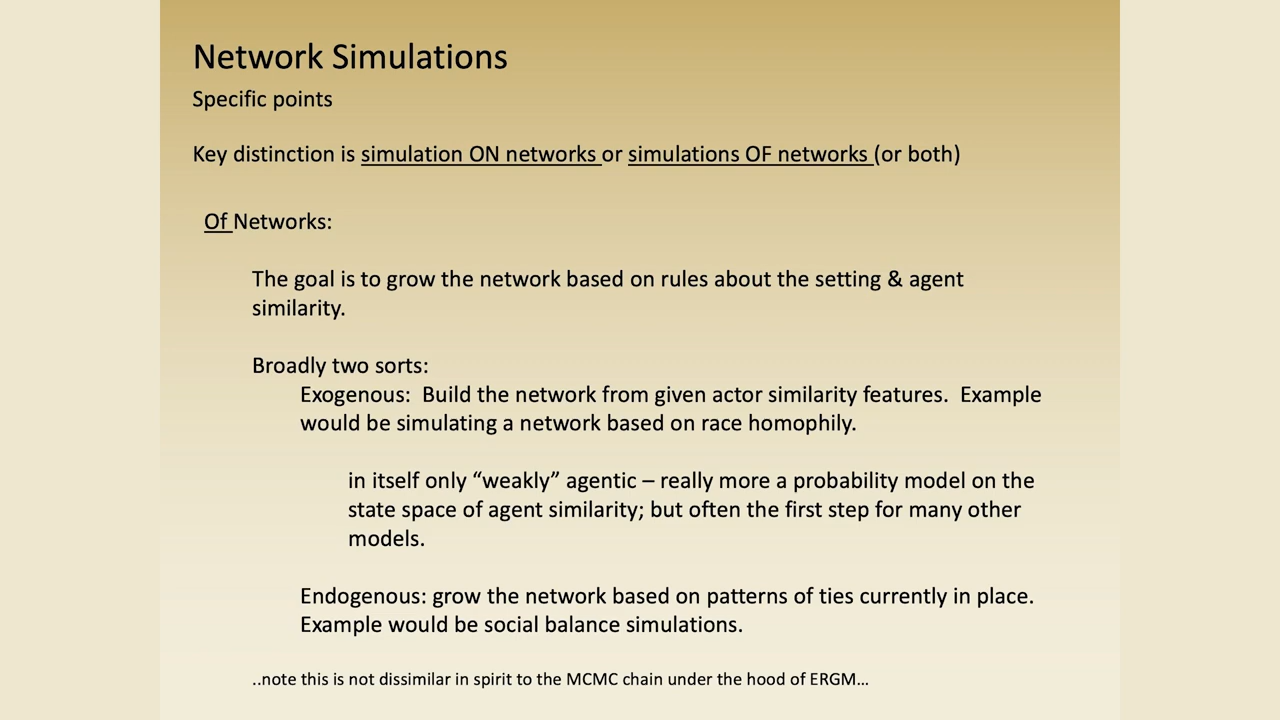 Network Simulations
Specific points
Key distinction is simulation ON networks or simulations OF networks (or both)
Of Networks:
The goal is to grow the network based on rules about the setting & agent
similarity.
Broadly two sorts:
Exogenous:  Build the network from given actor similarity features.  Example
would be simulating a network based on race homophily.
in itself only “weakly” agentic – really more a probability model on the
state space of agent similarity; but often the first step for many other
models.
Endogenous: grow the network based on patterns of ties currently in place.
Example would be social balance simulations.
..note this is not dissimilar in spirit to the MCMC chain under the hood of ERGM…